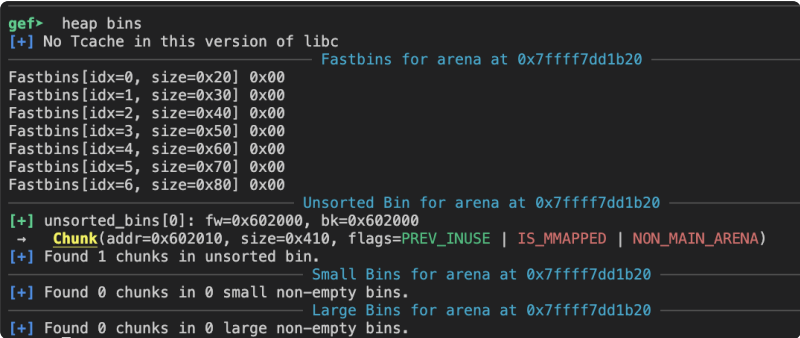 gef➤  heap bins
[+] No Tcache in this version of libc
Fastbins for arena at 0x7ffff7dd1b20
Fastbins[idx=0, size=0x20] 0x00
Fastbins[idx=1, size=0x30] 0x00
Fastbins[idx=2, size=0x40] 0x00
Fastbins[idx=3, size=0x50] 0x00
Fastbins[idx=4, size=0x60] 0x00
Fastbins[idx=5, size=0x70] 0x00
Fastbins[idx=6, size=0x80] 0x00
Unsorted Bin for arena at 0x7ffff7dd1b20
[+] unsorted_bins[0]: fw=0x602000, bk=0x602000
→   Chunk(addr=0x602010, size=0x410, flags=PREV_INUSE | IS_MMAPPED | NON_MAIN_ARENA)
[+] Found 1 chunks in unsorted bin.
Small Bins for arena at 0x7ffff7dd1b20
[+] Found 0 chunks in 0 small non-empty bins.
Large Bins for arena at 0x7ffff7dd1b20
[+] Found 0 chunks in 0 large non-empty bins.